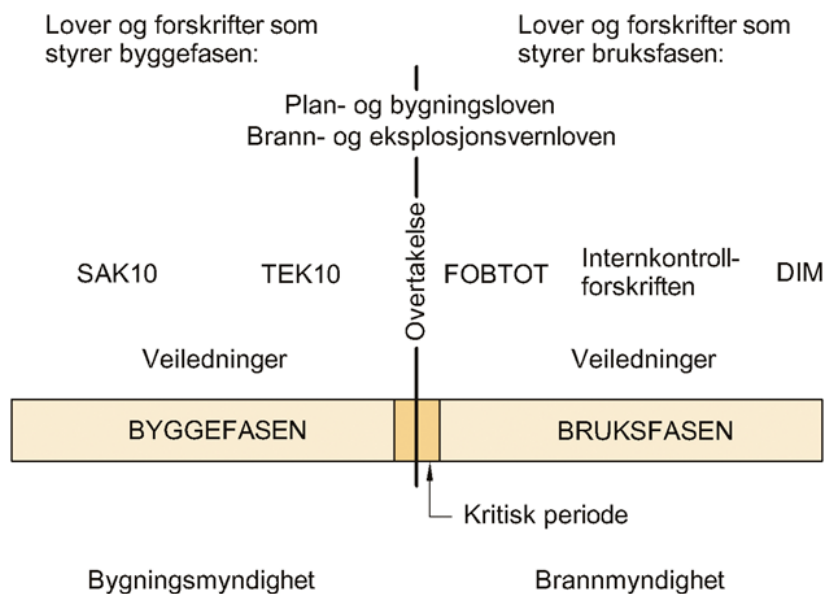 Lover og forskrifter som
styrer byggefasen:
Lover og forskrifter som
styrer bruksfasen:
Plan- og bygningsloven
Brann- og eksplosjonsvernloven
SAK10
TEK10
Overtakelse
FOBTOT
Internkontroll-
forskriften
DIM
Veiledninger
Veiledninger
BYGGEFASEN
BRUKSFASEN
Kritisk periode
Bygningsmyndighet
Brannmyndighet